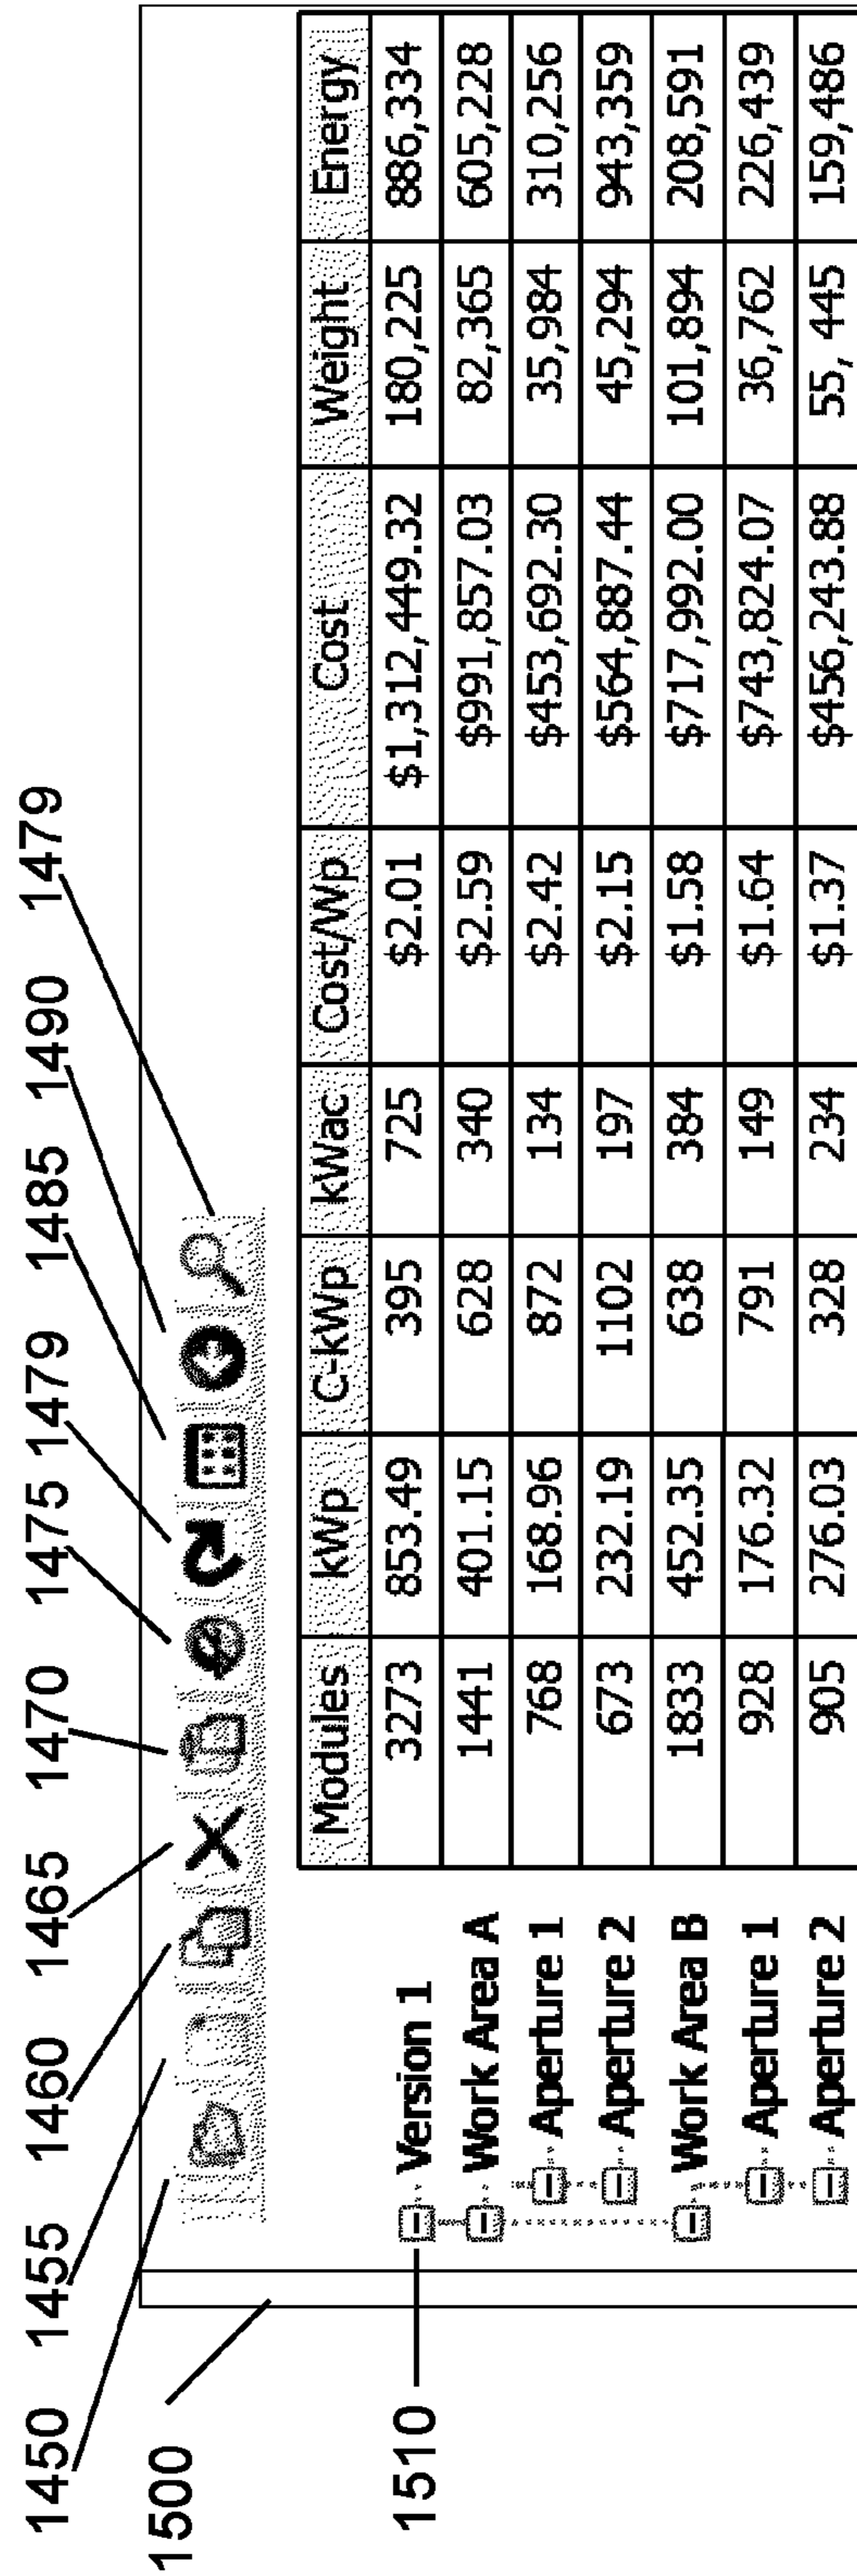 1450 1455 1460 1465 1470 1475 1479 1485 1490 1479
1500
1510
Modules kWp C-kWp kWac Cost/Wp Cost Weight Energy
Version 1 3273 853.49 395 725 $2.01 $1,312,449.32 180,225 886,334
Work Area A 1441 401.15 628 340 $2.59 $991,857.03 82,365 605,228
Aperture 1 768 168.96 872 134 $2.42 $453,692.30 35,984 310,256
Aperture 2 673 232.19 1102 197 $2.15 $564,887.44 45,294 943,359
Work Area B 1833 452.35 638 384 $1.58 $717,992.00 101,894 208,591
Aperture 1 928 176.32 791 149 $1.64 $743,824.07 36,762 226,439
Aperture 2 905 276.03 328 234 $1.37 $456,243.88 55, 445 159,486